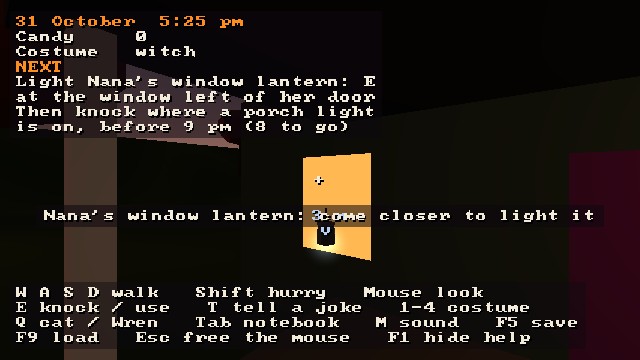 31 October 5:25 pm
Candy 0
Costume witch
NEXT
Light Nana's window lantern: E
at the window left of her door
Then knock where a porch light
is on, before 9 pm (8 to go)
Nana's window lantern: come closer to light it
W A S D walk Shift hurry Mouse look
E knock / use T tell a joke 1-4 costume
Q cat / Wren Tab notebook M sound F5 save
F9 load Esc free the mouse F1 hide help